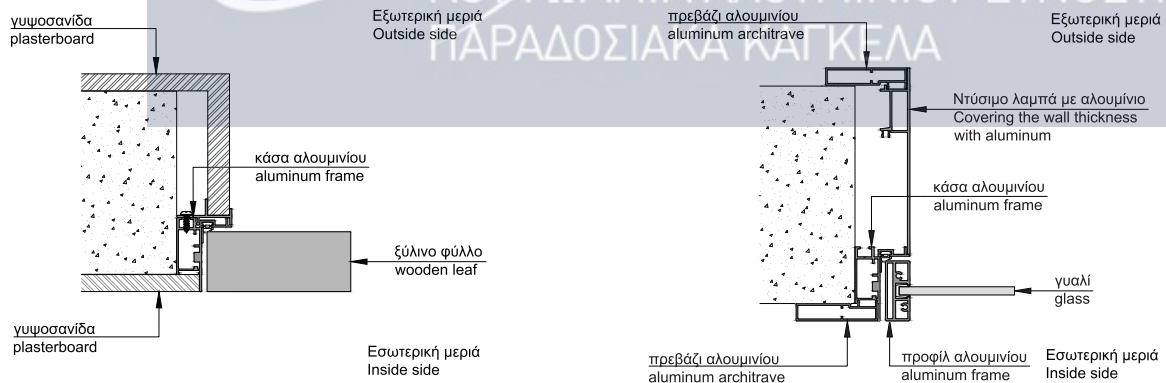 γυψοσανίδα
plasterboard
Εξωτερική μεριά
Outside side
κάσα αλουμινίου
aluminum frame
ξύλινο φύλλο
wooden leaf
γυψοσανίδα
plasterboard
Εσωτερική μεριά
Inside side
ΠΑΡΑΔΟΣΙΑΚΑ ΚΑΓΚΕΛΑ
πρεβάζι αλουμινίου
aluminum architrave
Εξωτερική μεριά
Outside side
Ντύσιμο λαμπά με αλουμίνιο
Covering the wall thickness
with aluminum
κάσα αλουμινίου
aluminum frame
γυαλί
glass
πρεβάζι αλουμινίου
aluminum architrave
προφίλ αλουμινίου
aluminum frame
Εσωτερική μεριά
Inside side